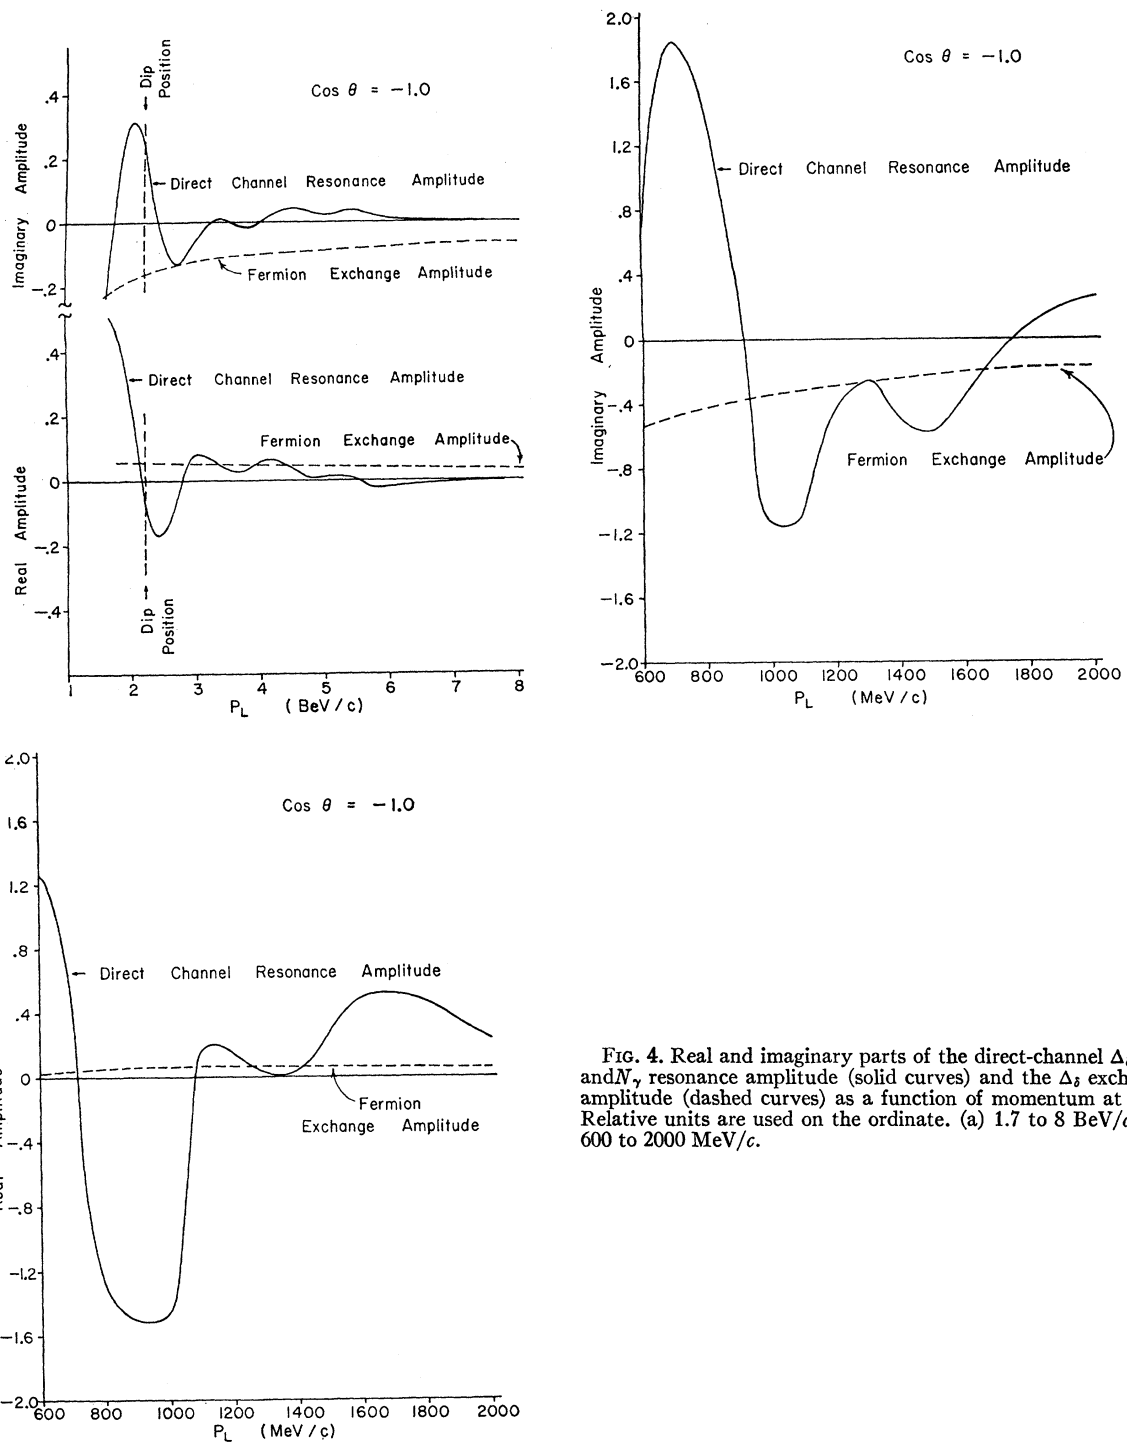 Dip
Position
Cos θ = −1.0
.4
.2
0
−.2
Imaginary Amplitude
Direct Channel Resonance Amplitude
Fermion Exchange Amplitude
.4
.2
0
−.2
−.4
Real Amplitude
Direct Channel Resonance Amplitude
Fermion Exchange Amplitude
Dip
Position
1 2 3 4 5 6 7 8
P_L (BeV/c)
2.0
1.6
1.2
.8
.4
0
−.4
−.8
−1.2
−1.6
−2.0
Imaginary Amplitude
Cos θ = −1.0
Direct Channel Resonance Amplitude
Fermion Exchange Amplitude
600 800 1000 1200 1400 1600 1800 2000
P_L (MeV/c)
2.0
1.6
1.2
.8
.4
0
−.4
−.8
−1.2
−1.6
−2.0
Cos θ = −1.0
Direct Channel Resonance Amplitude
Fermion
Exchange Amplitude
600 800 1000 1200 1400 1600 1800 2000
P_L (MeV/c)
FIG. 4. Real and imaginary parts of the direct-channel Δ
andN_γ resonance amplitude (solid curves) and the Δ_δ exch
amplitude (dashed curves) as a function of momentum at
Relative units are used on the ordinate. (a) 1.7 to 8 BeV/c
600 to 2000 MeV/c.